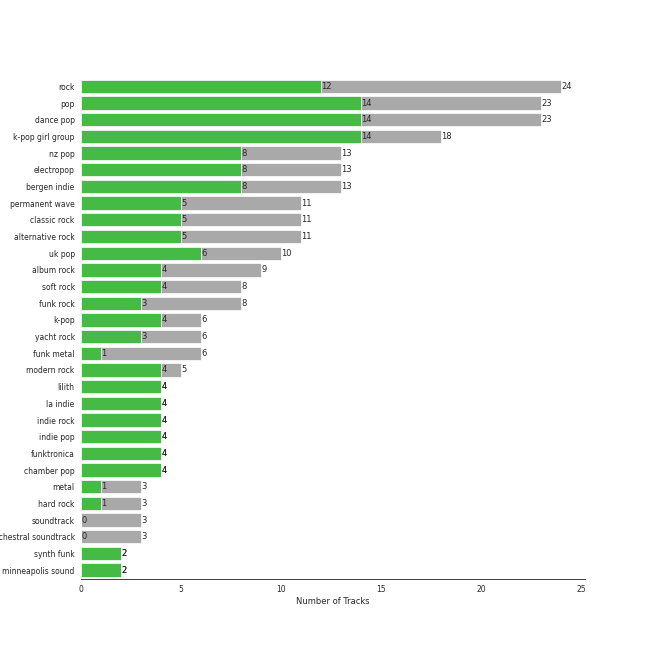 rock 12 24
pop 14 23
dance pop 14 23
k-pop girl group 14 18
nz pop 8 13
electropop 8 13
bergen indie 8 13
permanent wave 5 11
classic rock 5 11
alternative rock 5 11
uk pop 6 10
album rock 4 9
soft rock 4 8
funk rock 3 8
k-pop 4 6
yacht rock 3 6
funk metal 1 6
modern rock 4 5
lilith 4
la indie 4
indie rock 4
indie pop 4
funktronica 4
chamber pop 4
metal 1 3
hard rock 1 3
soundtrack 0 3
chestral soundtrack 0 3
synth funk 2
minneapolis sound 2
0 5 10 15 20 25
Number of Tracks